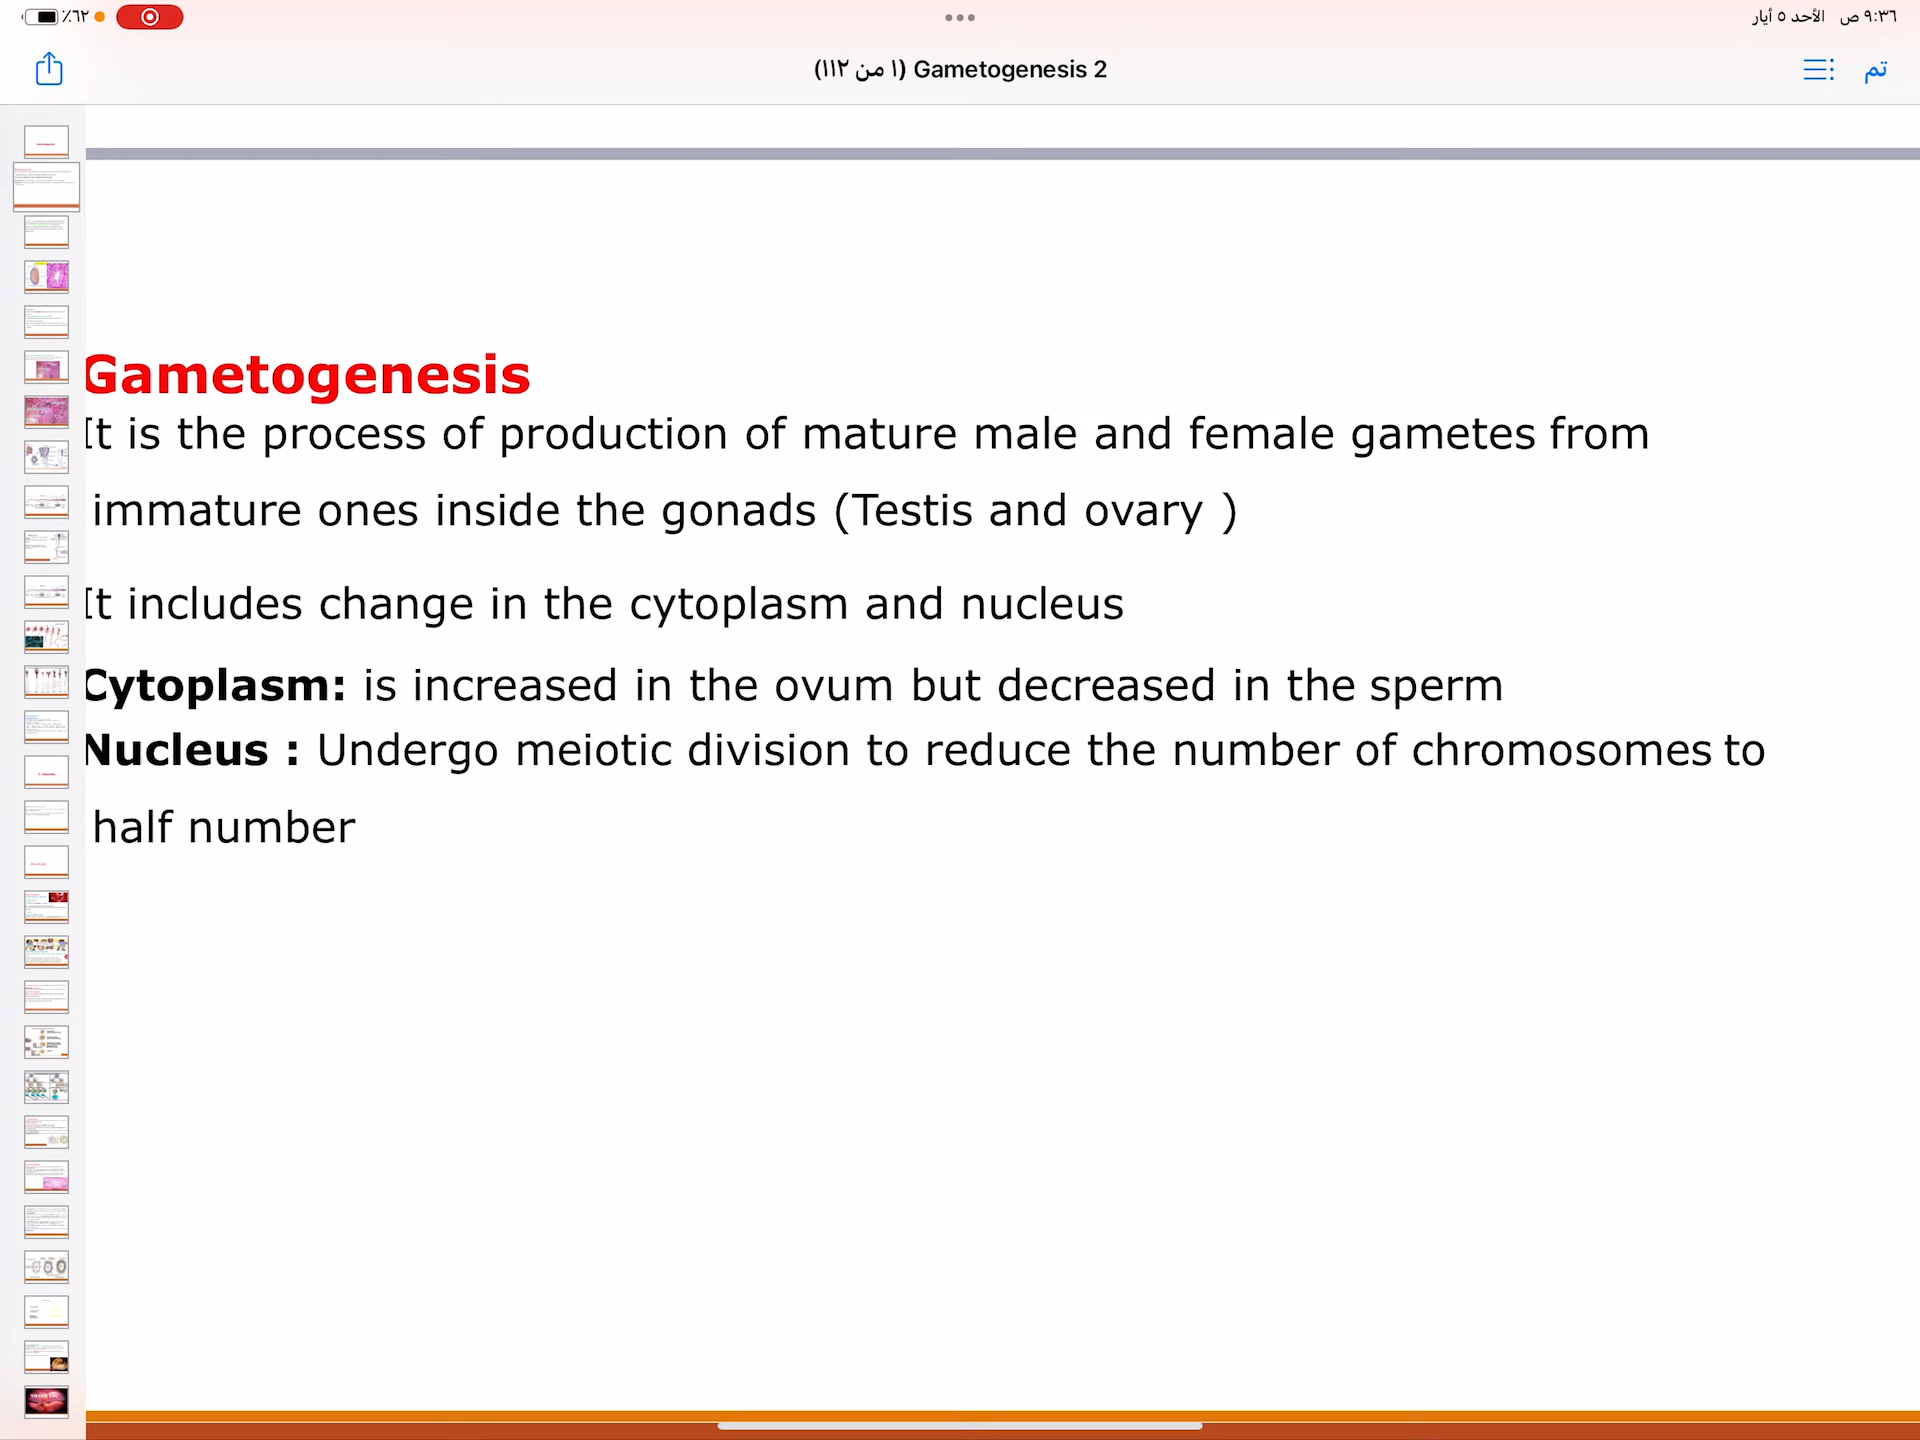 ٪٦٢
٩:٣٦ ص الأحد ٥ أيار
Gametogenesis 2 (١ من ١١٢)
تم
Gametogenesis
It is the process of production of mature male and female gametes from
immature ones inside the gonads (Testis and ovary )
It includes change in the cytoplasm and nucleus
Cytoplasm: is increased in the ovum but decreased in the sperm
Nucleus : Undergo meiotic division to reduce the number of chromosomes to
half number